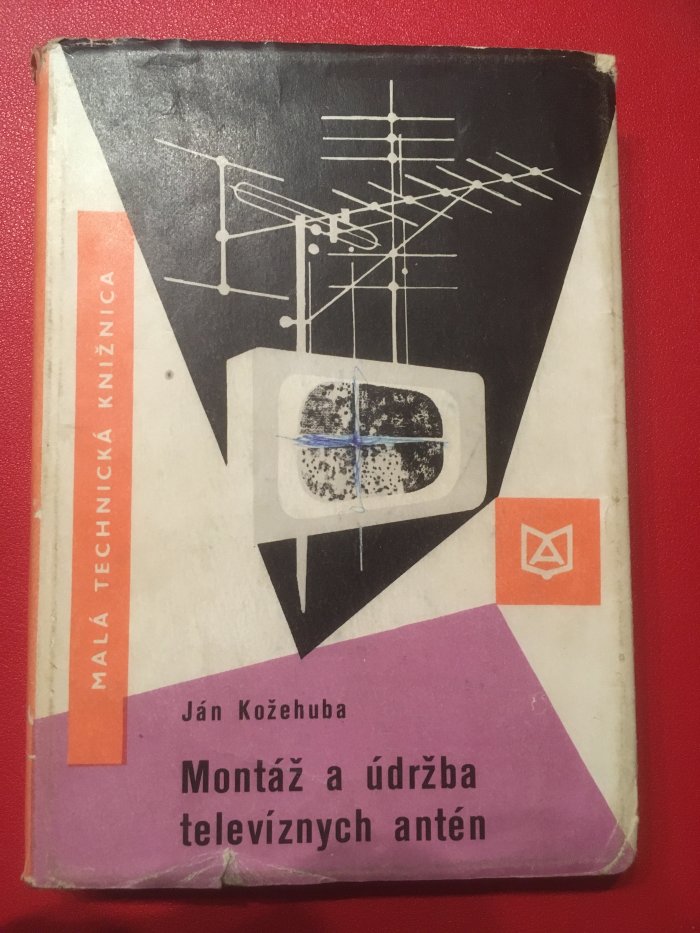 MALÁ TECHNICKÁ KNIŽNICA
Ján Kožehuba
Montáž a údržba
televíznych antén